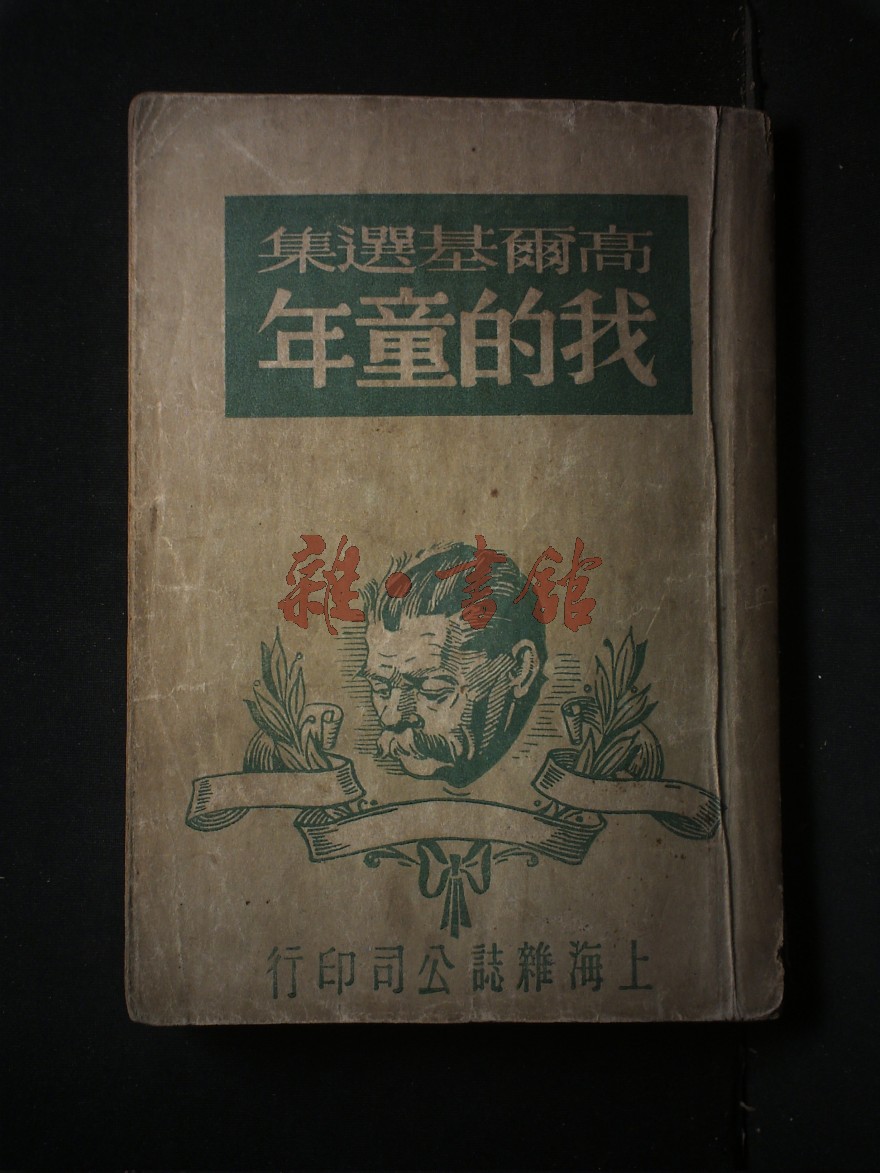 高爾基選集
我的童年
雜·書舘
上海雜誌公司印行